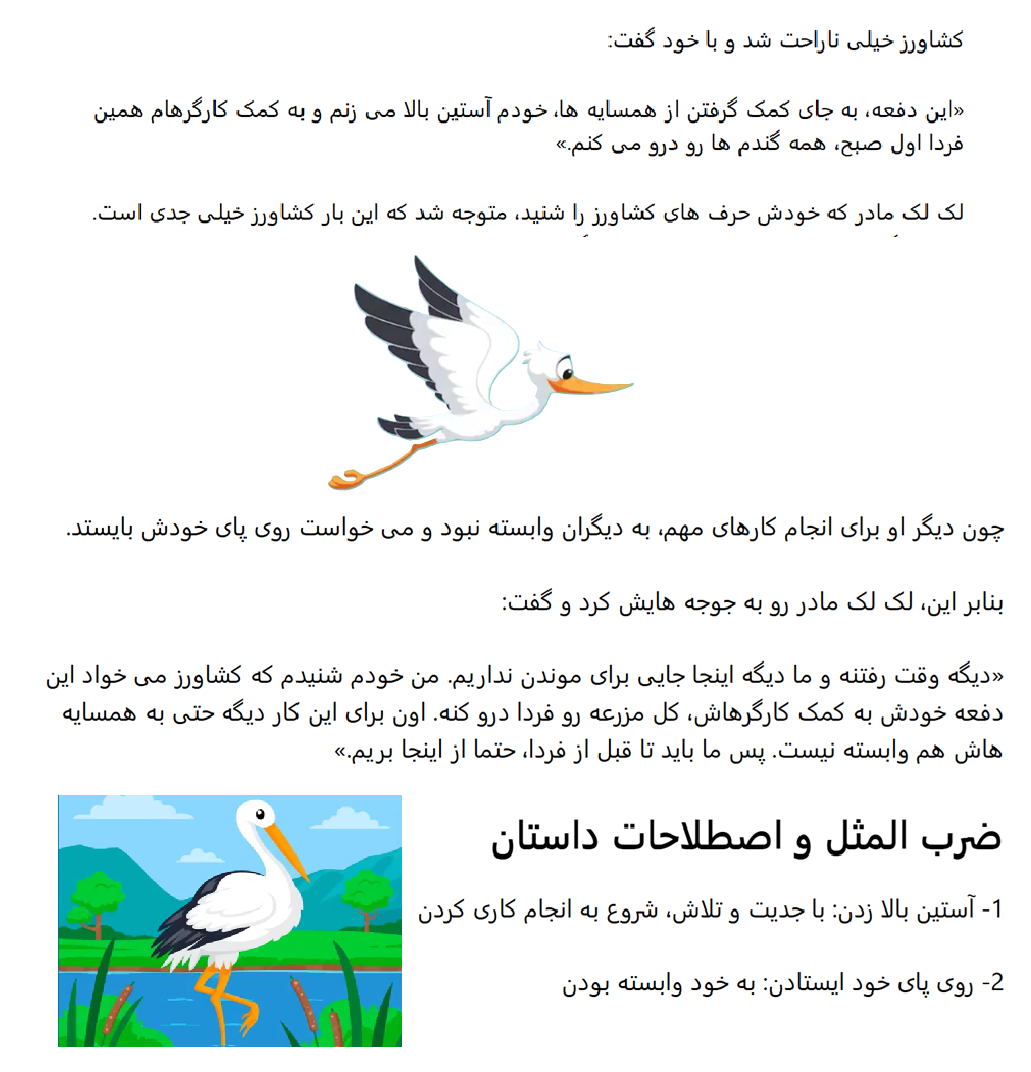 کشاورز خیلی ناراحت شد و با خود گفت:
«این دفعه، به جای کمک گرفتن از همسایه ها، خودم آستین بالا می زنم و به کمک کارگرهام همین
فردا اول صبح، همه گندم ها رو درو می کنم.»
لک لک مادر که خودش حرف های کشاورز را شنید، متوجه شد که این بار کشاورز خیلی جدی است.
چون دیگر او برای انجام کارهای مهم، به دیگران وابسته نبود و می خواست روی پای خودش بایستد.
بنابر این، لک لک مادر رو به جوجه هایش کرد و گفت:
«دیگه وقت رفتنه و ما دیگه اینجا جایی برای موندن نداریم. من خودم شنیدم که کشاورز می خواد این
دفعه خودش به کمک کارگرهاش، کل مزرعه رو فردا درو کنه. اون برای این کار دیگه حتی به همسایه
هاش هم وابسته نیست. پس ما باید تا قبل از فردا، حتما از اینجا بریم.»
ضرب المثل و اصطلاحات داستان
1- آستین بالا زدن: با جدیت و تلاش، شروع به انجام کاری کردن
2- روی پای خود ایستادن: به خود وابسته بودن